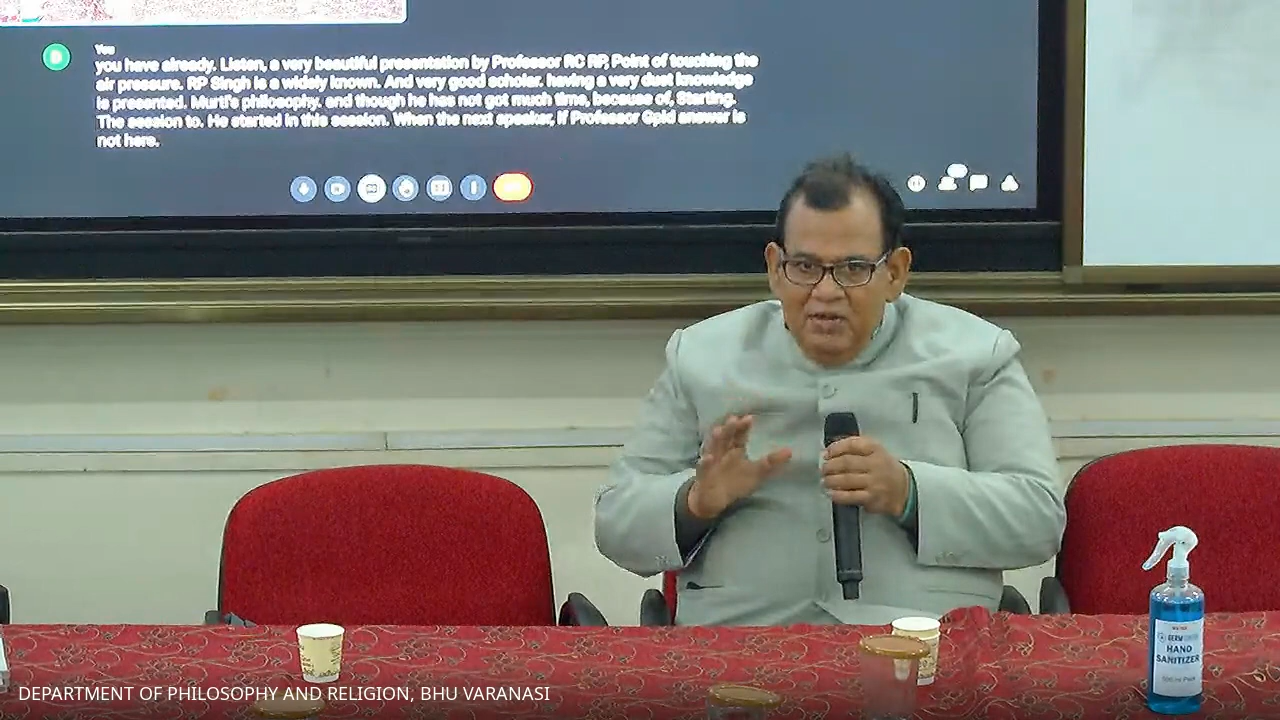 You
you have already. Listen, a very beautiful presentation by Professor RC RP, Point of touching the
air pressure. RP Singh is a widely known. And very good scholar. having a very dust knowledge
is presented. Murti's philosophy, and though he has not got much time, because of, Starting.
The session to. He started in this session. When the next speaker, if Professor Gpid answer is
not here.
HAND
SANITIZER
DEPARTMENT OF PHILOSOPHY AND RELIGION, BHU VARANASI